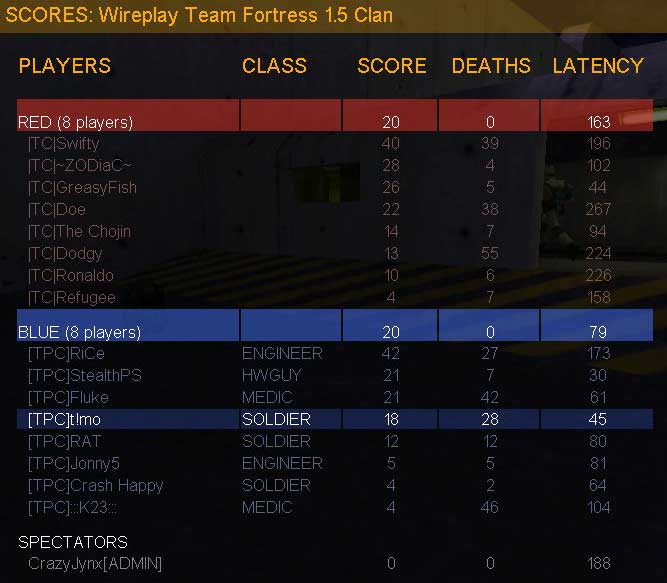 SCORES: Wireplay Team Fortress 1.5 Clan
PLAYERS CLASS SCORE DEATHS LATENCY
RED (8 players) 20 0 163
|TC|Swifty 40 39 196
|TC|~ZODiaC~ 28 4 102
|TC|GreasyFish 26 5 44
|TC|Doe 22 38 267
|TC|The Chojin 14 7 94
|TC|Dodgy 13 55 224
|TC|Ronaldo 10 6 226
|TC|Refugee 4 7 158
BLUE (8 players) 20 0 79
[TPC]RiCe ENGINEER 42 27 173
[TPC]StealthPS HWGUY 21 7 30
[TPC]Fluke MEDIC 21 42 61
[TPC]t!mo SOLDIER 18 28 45
[TPC]RAT SOLDIER 12 12 80
[TPC]Jonny5 ENGINEER 5 5 81
[TPC]Crash Happy SOLDIER 4 2 64
[TPC]:::K23::: MEDIC 4 46 104
SPECTATORS
CrazyJynx[ADMIN] 0 0 188